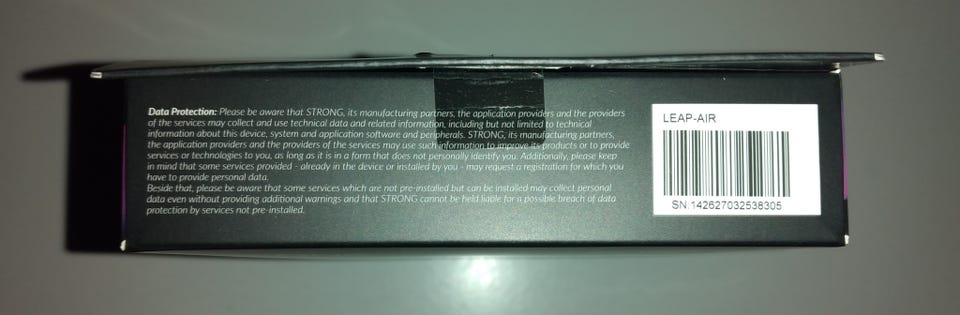 Data Protection: Please be aware that STRONG, its manufacturing partners, the application providers and the providers
of the services may collect and use technical data and related information, including but not limited to technical
information about this device, system and application software and peripherals. STRONG, its manufacturing partners,
the application providers and the providers of the services may use such information to improve its products or to provide
services or technologies to you, as long as it is in a form that does not personally identify you. Additionally, please keep
in mind that some services provided - already in the device or installed by you - may request a registration for which you
have to provide personal data.
Beside that, please be aware that some services which are not pre-installed but can be installed may collect personal
data even without providing additional warnings and that STRONG cannot be held liable for a possible breach of data
protection by services not pre-installed.
LEAP-AIR
SN:142627032538305